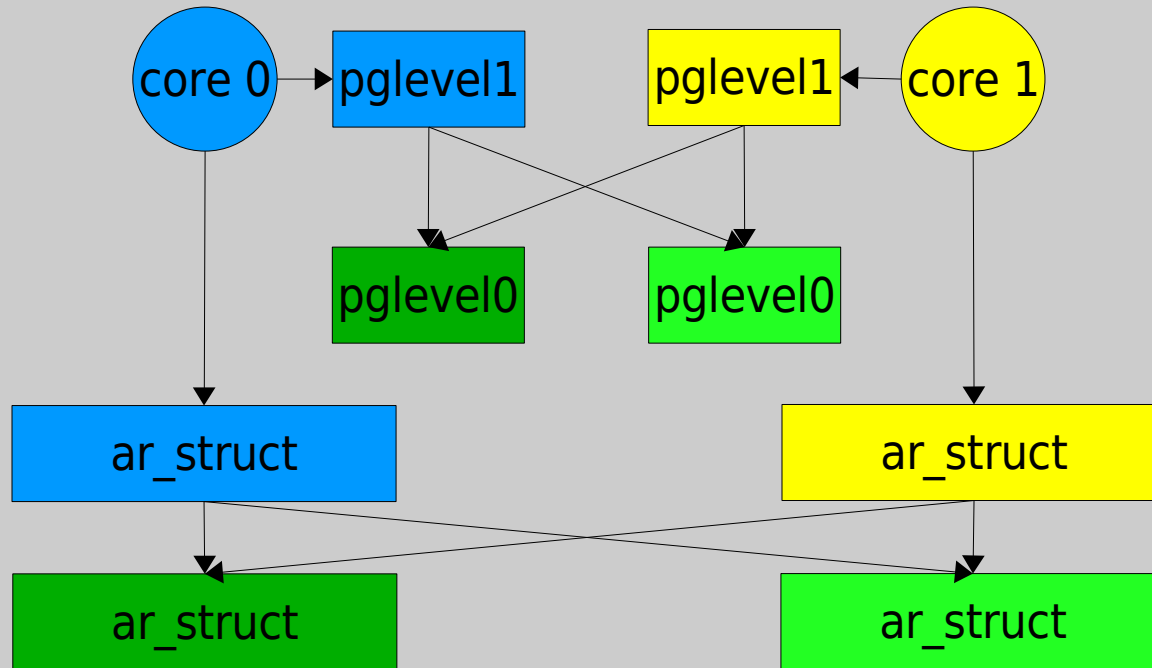 core 0
pglevel1
pglevel1
core 1
pglevel0
pglevel0
ar_struct
ar_struct
ar_struct
ar_struct